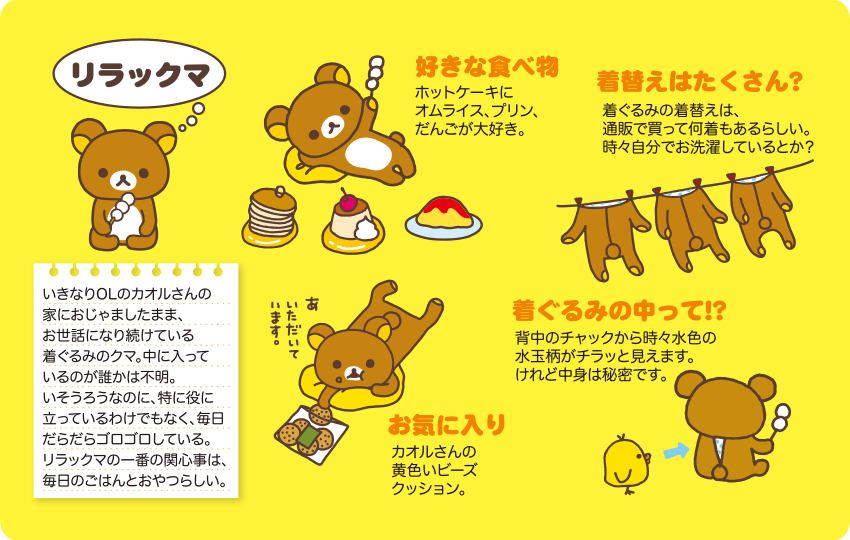 リラックマ
いきなりOLのカオルさんの
家におじゃましたまま、
お世話になり続けている
着ぐるみのクマ。中に入って
いるのが誰かは不明。
いそうろうなのに、特に役に
立っているわけでもなく、毎日
だらだらゴロゴロしている。
リラックマの一番の関心事は、
毎日のごはんとおやつらしい。
好きな食べ物
ホットケーキに
オムライス、プリン、
だんごが大好き。
着替えはたくさん?
着ぐるみの着替えは、
通販で買って何着もあるらしい。
時々自分でお洗濯しているとか?
あ
いただいて
います。
お気に入り
カオルさんの
黄色いビーズ
クッション。
着ぐるみの中って!?
背中のチャックから時々水色の
水玉柄がチラッと見えます。
けれど中身は秘密です。